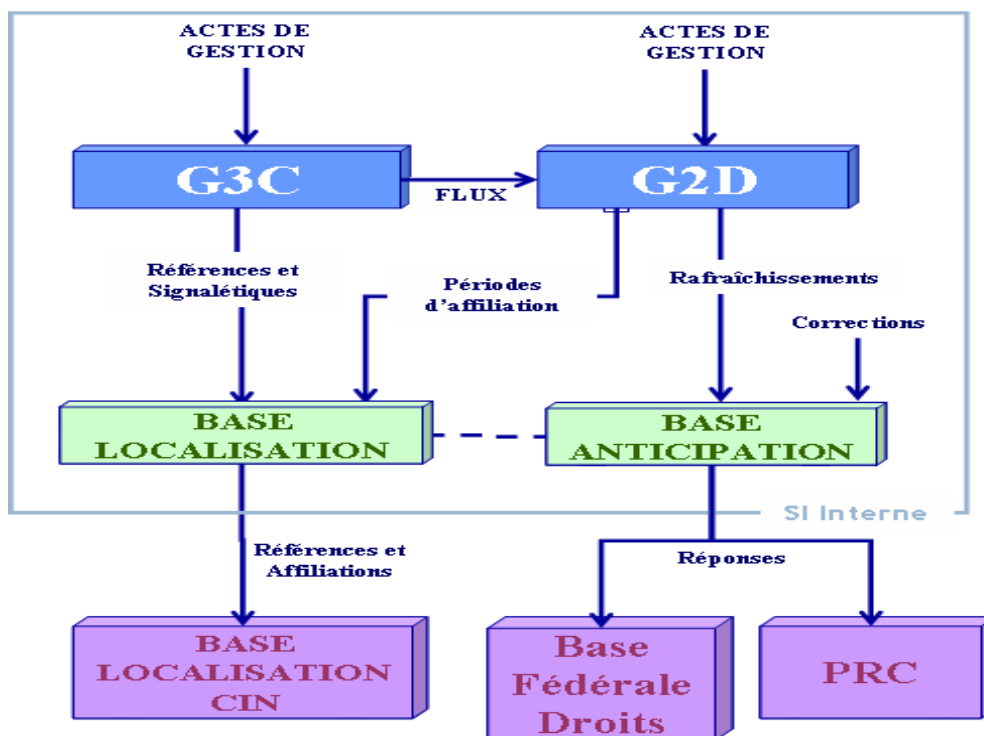 ACTES DE
GESTION
ACTES DE
GESTION
G3C
FLUX
G2D
Références et
Signalétiques
Périodes
d'affiliation
Rafraîchissements
Corrections
BASE
LOCALISATION
BASE
ANTICIPATION
SI Interne
Références et
Affiliations
Réponses
BASE
LOCALISATION
CIN
Base
Fédérale
Droits
PRC